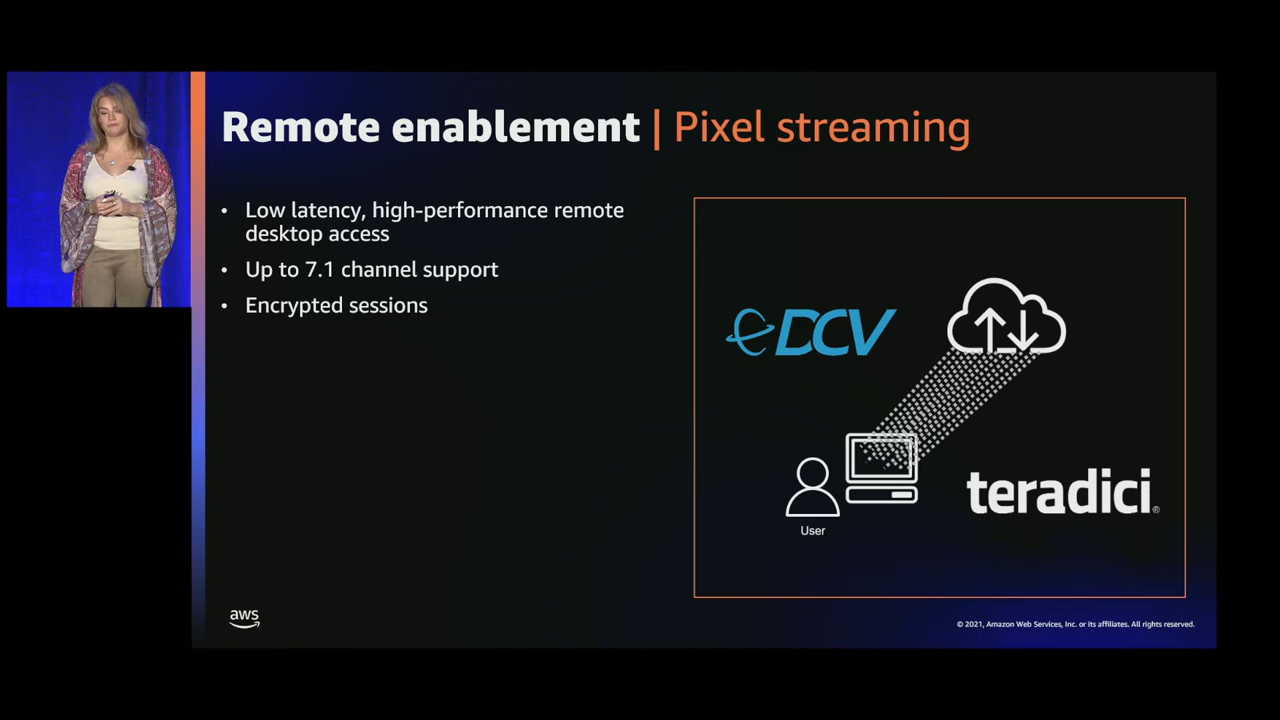 Remote enablement | Pixel streaming
• Low latency, high-performance remote
desktop access
• Up to 7.1 channel support
• Encrypted sessions
DCV
User
teradici®
aws
© 2021, Amazon Web Services, Inc. or its affiliates. All rights reserved.